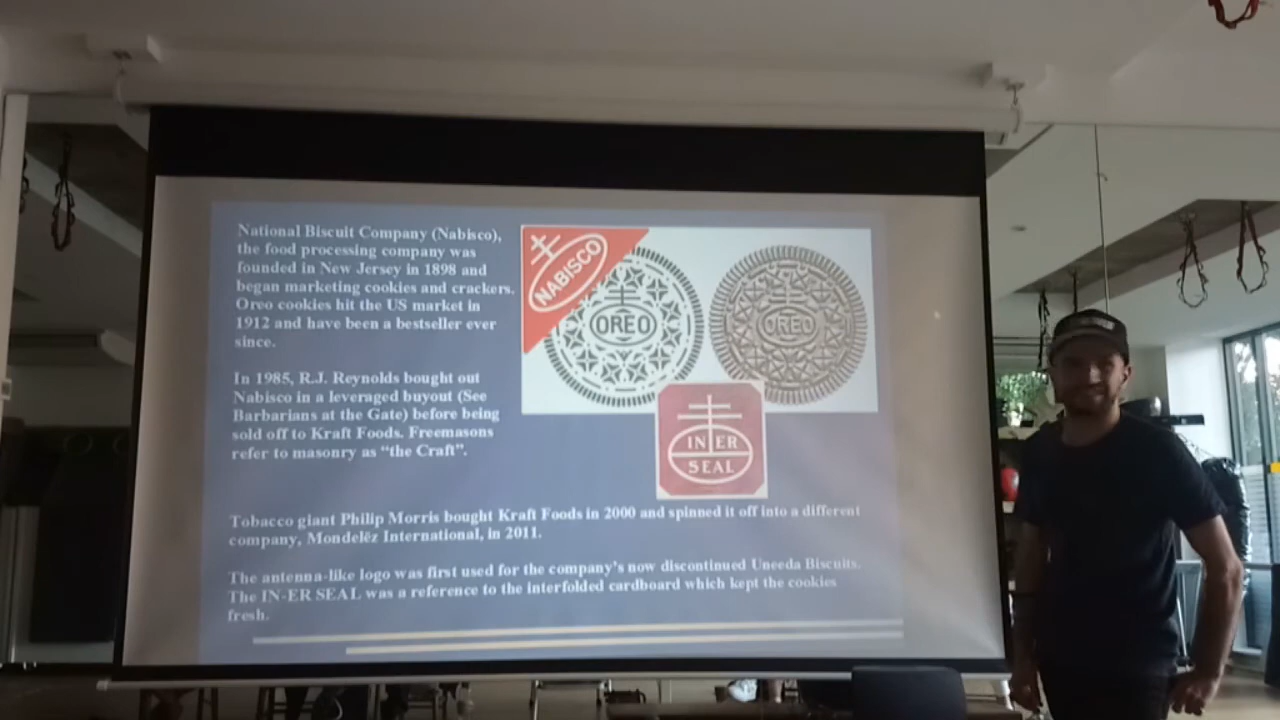 National Biscuit Company (Nabisco),
the food processing company was
founded in New Jersey in 1898 and
began marketing cookies and crackers.
Oreo cookies hit the US market in
1912 and have been a bestseller ever
since.
In 1985, R.J. Reynolds bought out
Nabisco in a leveraged buyout (See
Barbarians at the Gate) before being
sold off to Kraft Foods. Freemasons
refer to masonry as “the Craft”.
NABISCO
OREO
OREO
IN ER
SEAL
Tobacco giant Philip Morris bought Kraft Foods in 2000 and spinned it off into a different
company, Mondelēz International, in 2011.
The antenna-like logo was first used for the company’s now discontinued Uneeda Biscuits.
The IN-ER SEAL was a reference to the interfolded cardboard which kept the cookies
fresh.